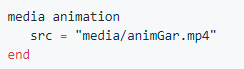 media animation
   src = "media/animGar.mp4"
end